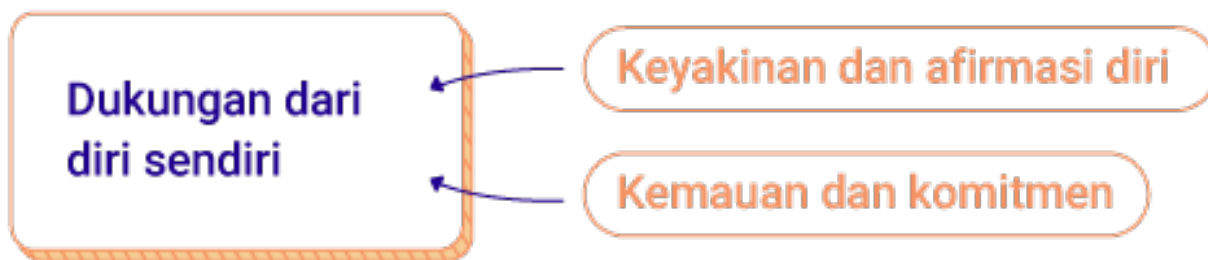 Dukungan dari
diri sendiri
Keyakinan dan afirmasi diri
Kemauan dan komitmen